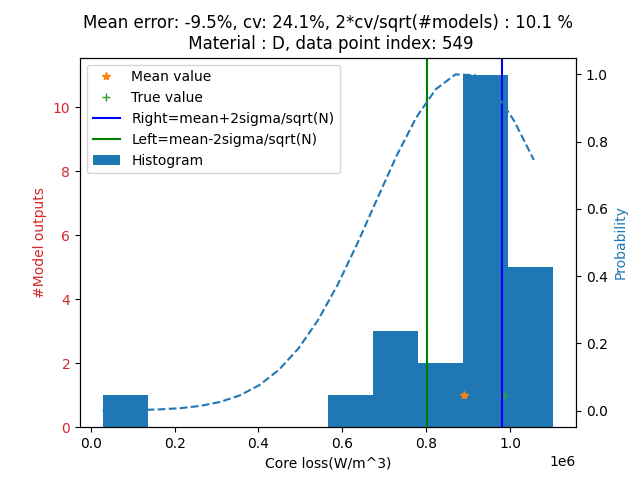 Mean error: -9.5%, cv: 24.1%, 2*cv/sqrt(#models) : 10.1 %
Material : D, data point index: 549
Mean value
True value
Right=mean+2sigma/sqrt(N)
Left=mean-2sigma/sqrt(N)
Histogram
#Model outputs
10
8
6
4
2
0
1.0
0.8
0.6
0.4
0.2
0.0
Probability
0.0 0.2 0.4 0.6 0.8 1.0
1e6
Core loss(W/m^3)